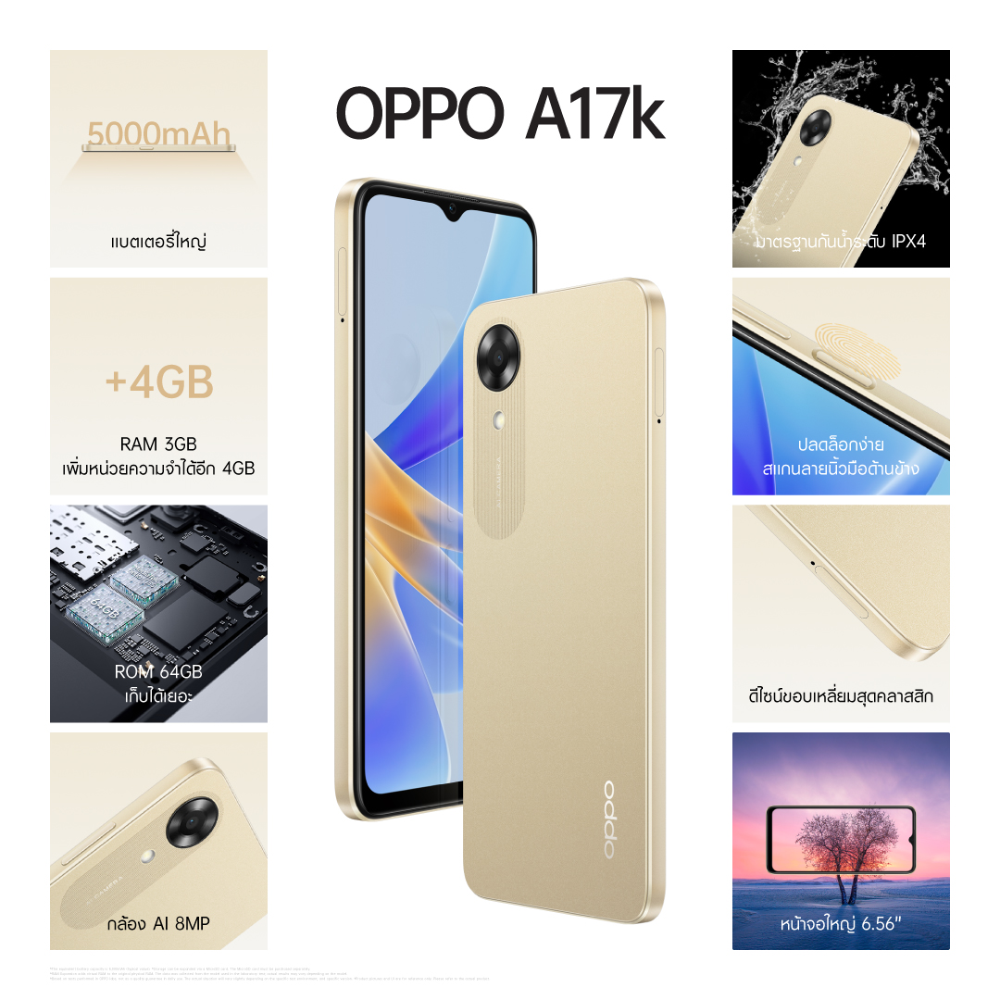 OPPO A17k
5000mAh
แบตเตอรี่ใหญ่
+4GB
RAM 3GB
เพิ่มหน่วยความจำได้อีก 4GB
64GB
ROM 64GB
เก็บได้เยอะ
AI CAMERA
กล้อง AI 8MP
oppo
มาตรฐานกันน้ำระดับ IPX4
ปลดล็อกง่าย
สแกนลายนิ้วมือด้านข้าง
ดีไซน์ขอบเหลี่ยมสุดคลาสสิก
หน้าจอใหญ่ 6.56"